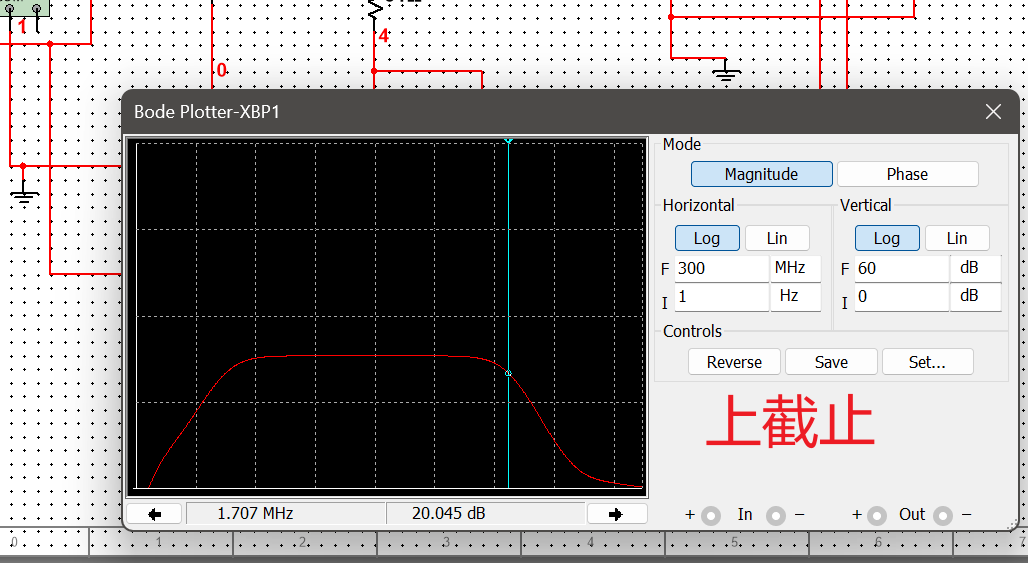 1
4
0
Bode Plotter-XBP1
Mode
Magnitude
Phase
Horizontal
Vertical
Log
Lin
Log
Lin
F
300
MHz
F
60
dB
I
1
Hz
I
0
dB
Controls
Reverse
Save
Set...
上截止
1.707 MHz
20.045 dB
+
In
−
+
Out
−
0
1
2
3
4
5
6
7